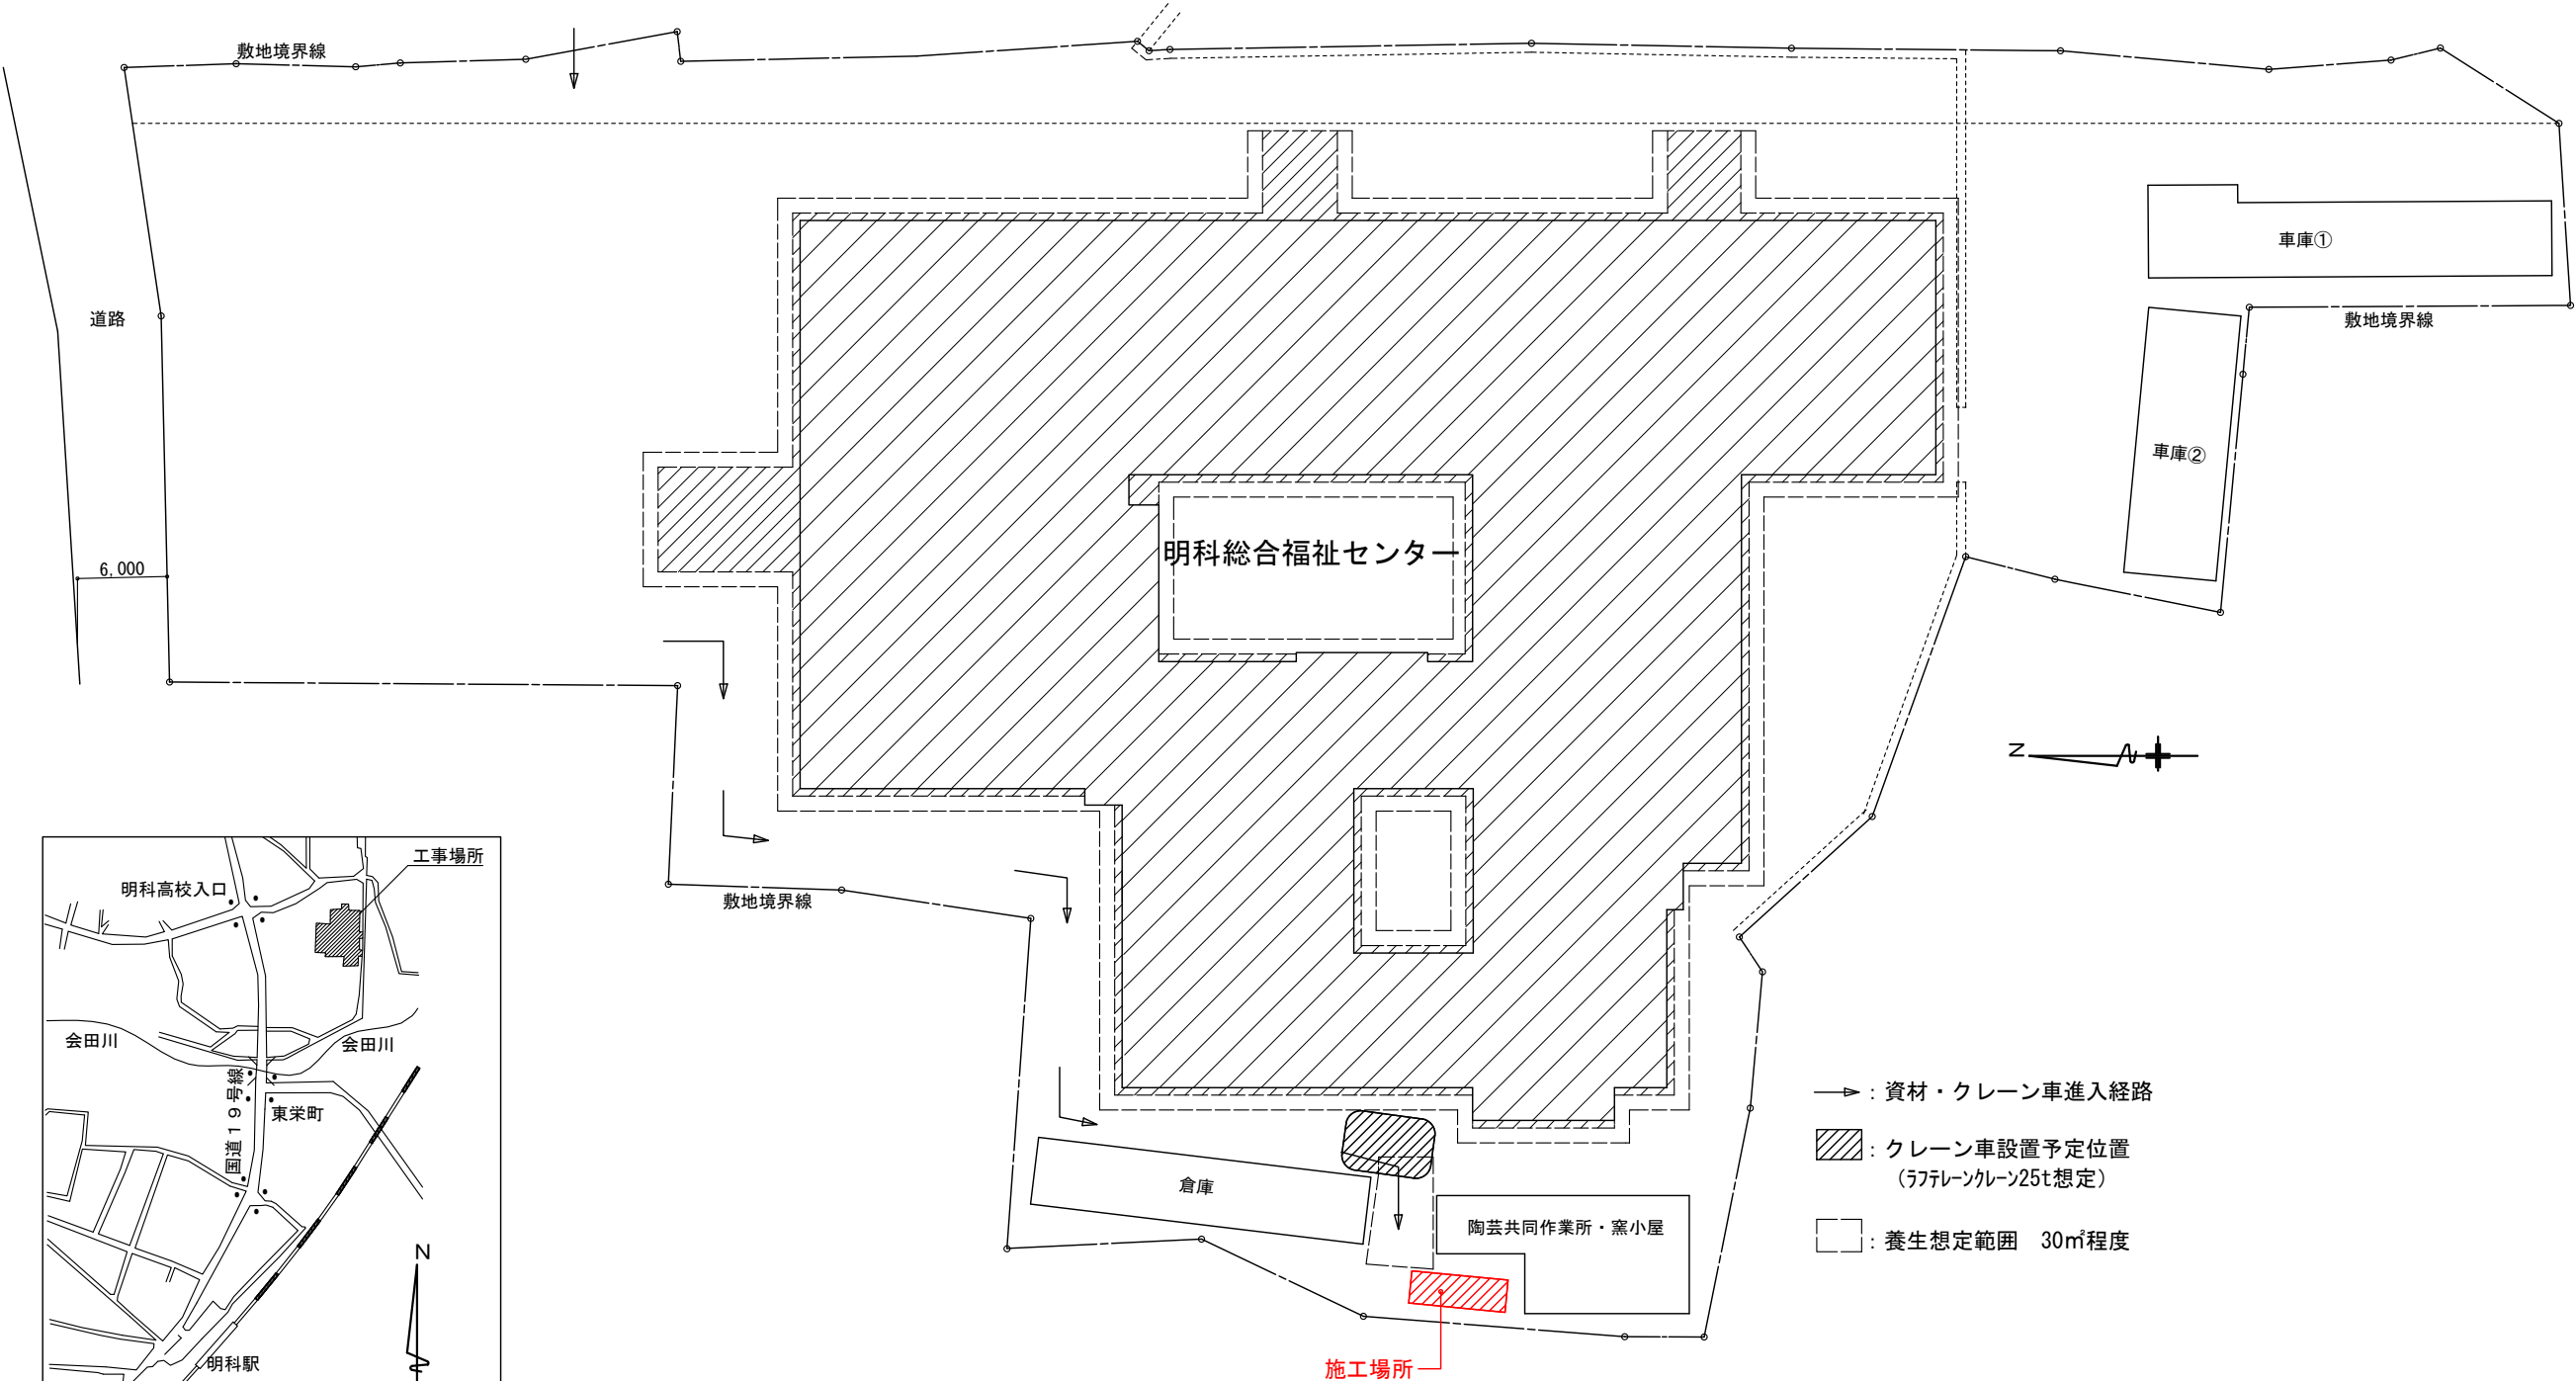 敷地境界線
道路
車庫①
敷地境界線
車庫②
明科総合福祉センター
6,000
敷地境界線
N
工事場所
明科高校入口
会田川
会田川
国道19号線
東栄町
N
明科駅
倉庫
陶芸共同作業所・窯小屋
施工場所
：資材・クレーン車進入経路
：クレーン車設置予定位置
（ﾗﾌﾃﾚｰﾝｸﾚｰﾝ25t想定）
：養生想定範囲　30㎡程度